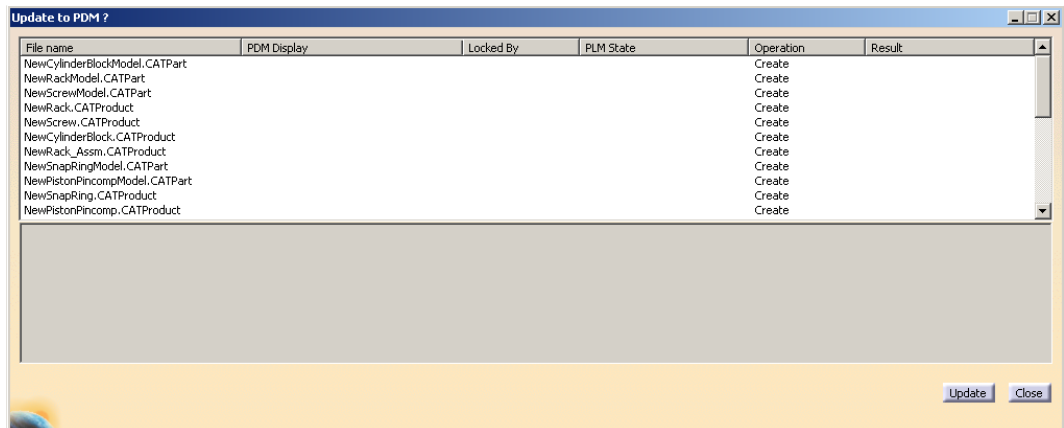 Update to PDM ?
File name PDM Display Locked By PLM State Operation Result
NewCylinderBlockModel.CATPart Create
NewRackModel.CATPart Create
NewScrewModel.CATPart Create
NewRack.CATProduct Create
NewScrew.CATProduct Create
NewCylinderBlock.CATProduct Create
NewRack_Assm.CATProduct Create
NewSnapRingModel.CATPart Create
NewPistonPincompModel.CATPart Create
NewSnapRing.CATProduct Create
NewPistonPincomp.CATProduct Create
Update Close